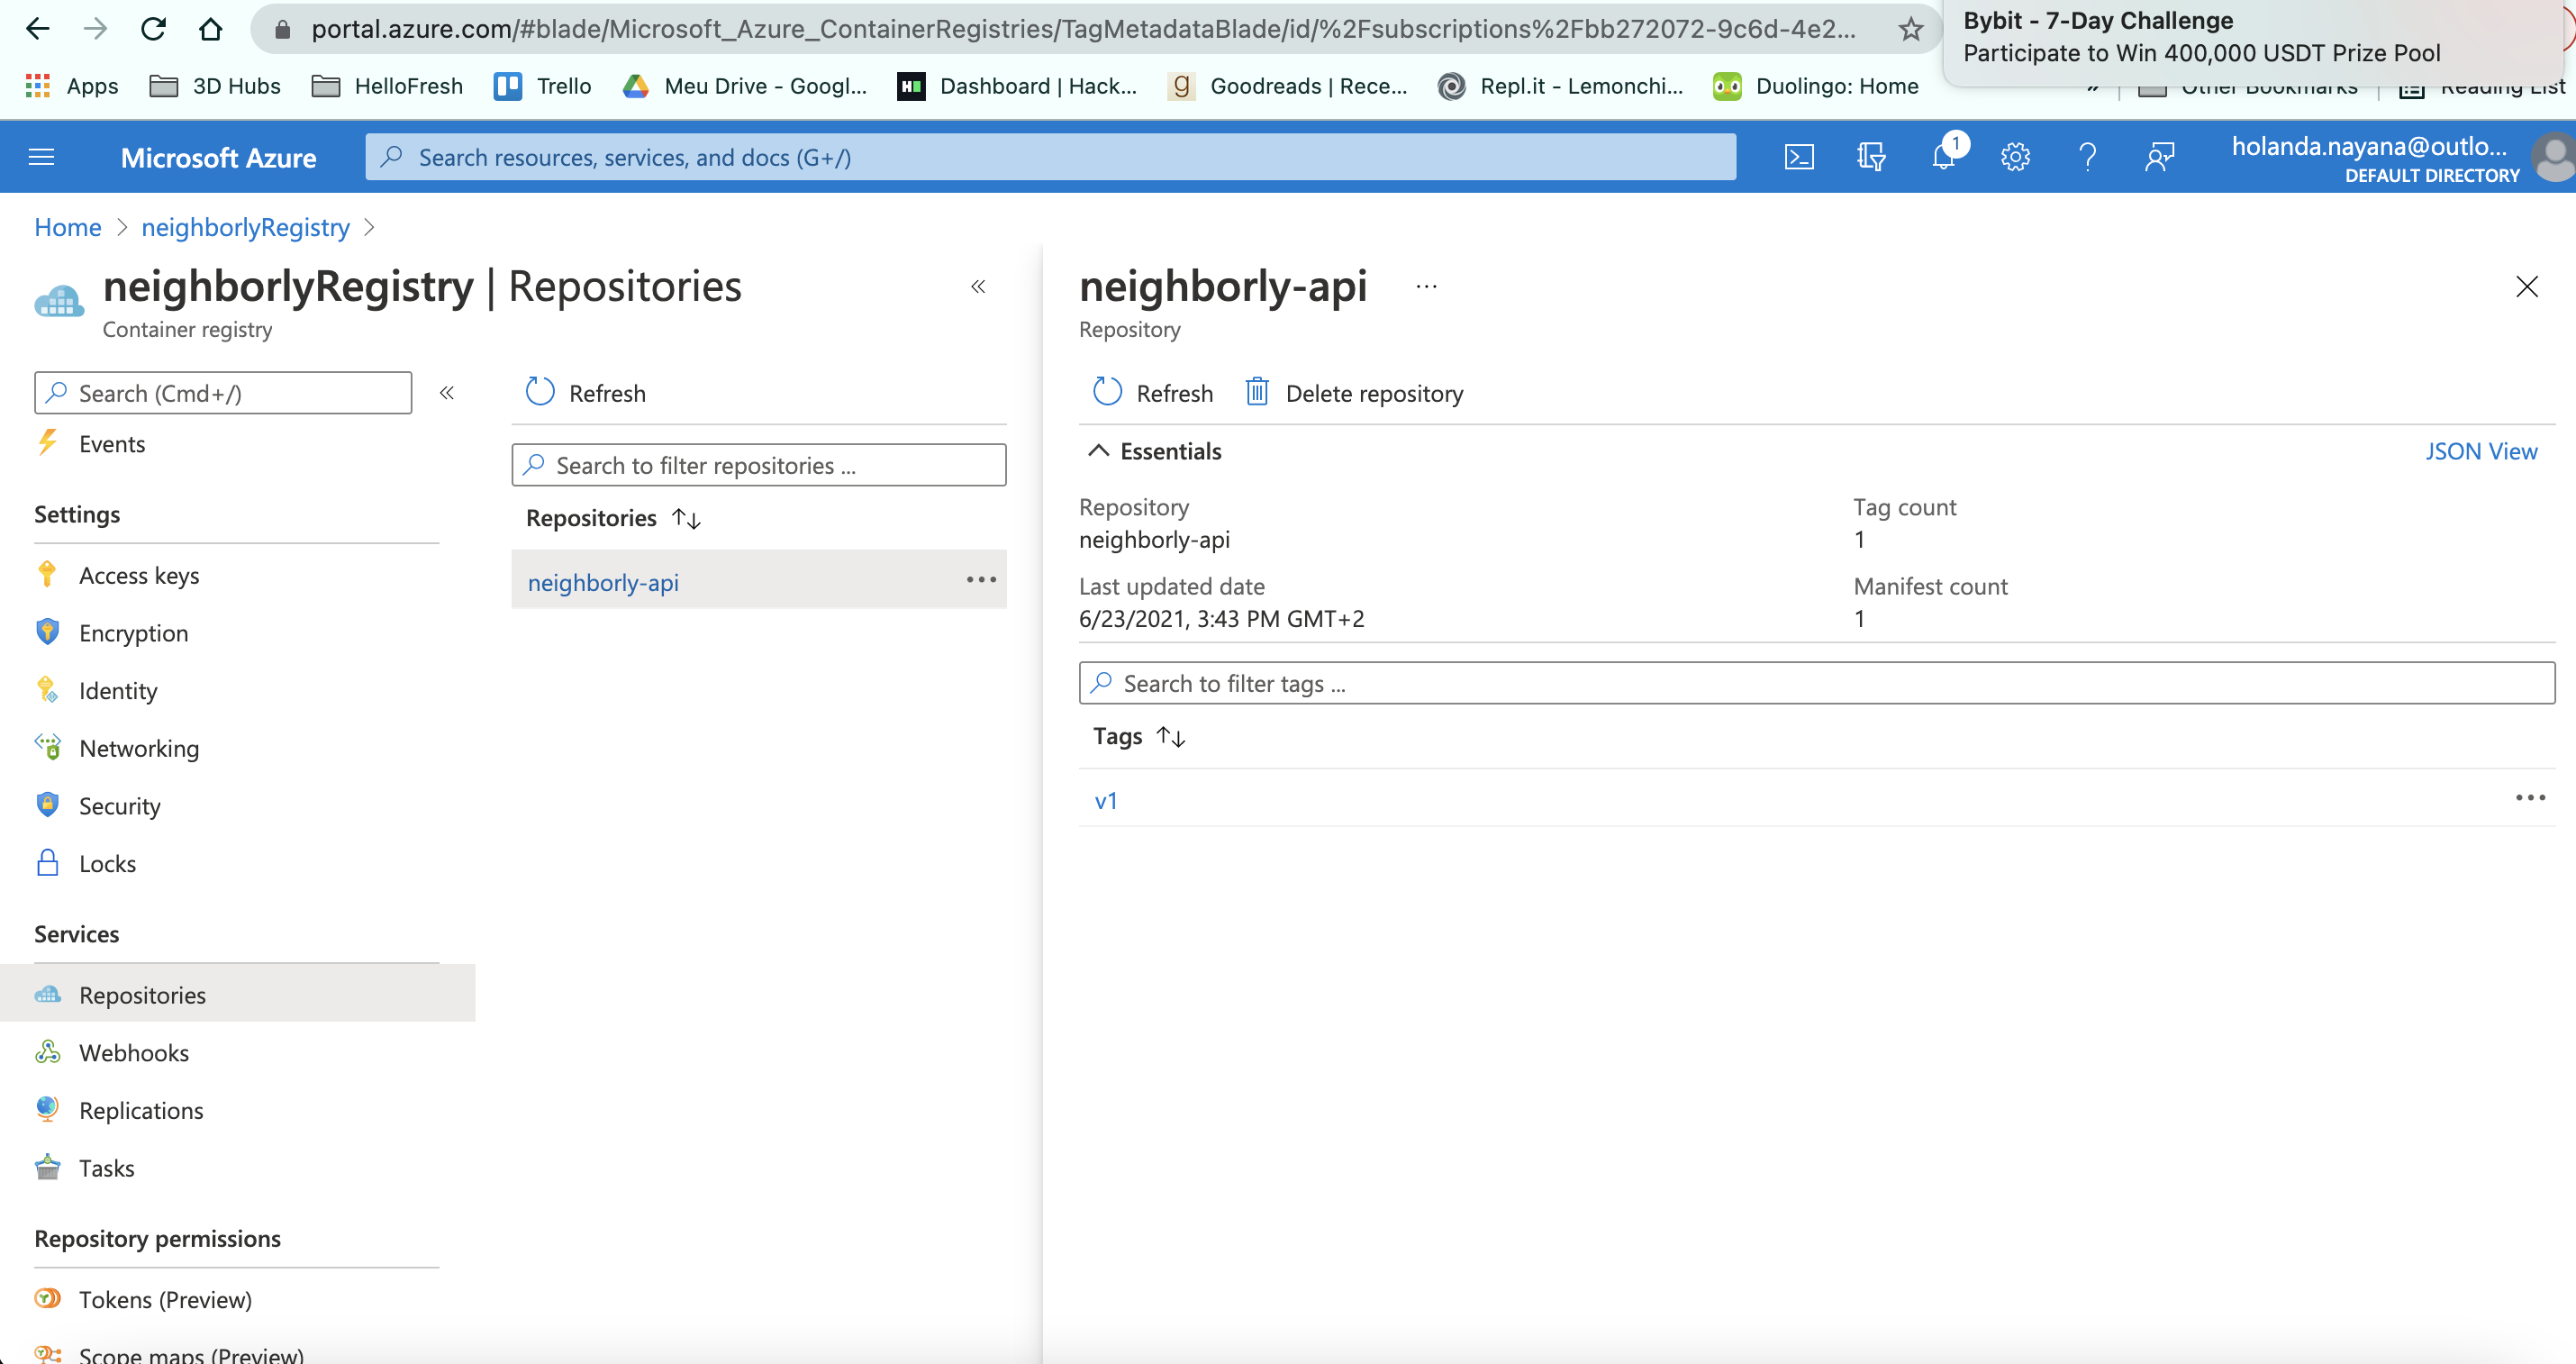 portal.azure.com/#blade/Microsoft_Azure_ContainerRegistries/TagMetadataBlade/id/%2Fsubscriptions%2Fbb272072-9c6d-4e2...
Bybit - 7-Day Challenge
Participate to Win 400,000 USDT Prize Pool
Apps 3D Hubs HelloFresh Trello Meu Drive - Googl... Dashboard | Hack... Goodreads | Rece... Repl.it - Lemonchi... Duolingo: Home » Other Bookmarks Reading List
Microsoft Azure
Search resources, services, and docs (G+/)
1
holanda.nayana@outlo...
DEFAULT DIRECTORY
Home > neighborlyRegistry >
neighborlyRegistry | Repositories
Container registry
Search (Cmd+/)
Events
Settings
Access keys
Encryption
Identity
Networking
Security
Locks
Services
Repositories
Webhooks
Replications
Tasks
Repository permissions
Tokens (Preview)
Scope maps (Preview)
Refresh
Search to filter repositories ...
Repositories
neighborly-api
neighborly-api
Repository
Refresh Delete repository
Essentials
JSON View
Repository
neighborly-api
Last updated date
6/23/2021, 3:43 PM GMT+2
Tag count
1
Manifest count
1
Search to filter tags ...
Tags
v1